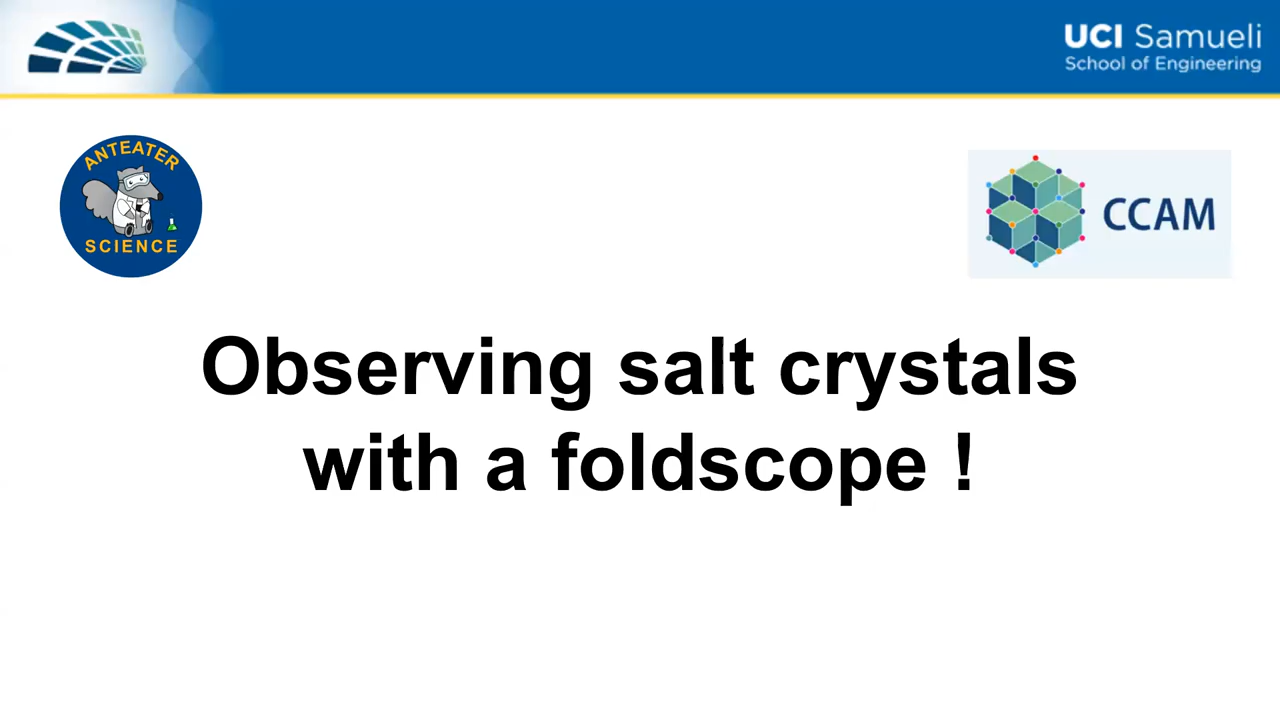 UCI Samueli
School of Engineering
ANTEATER
SCIENCE
CCAM
Observing salt crystals
with a foldscope !